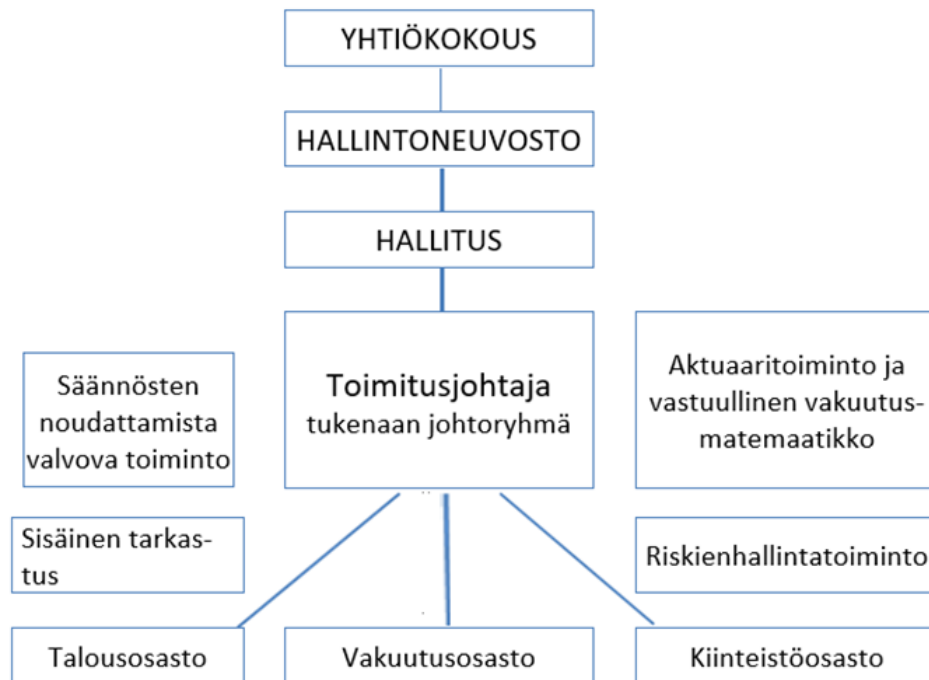 YHTIÖKOKOUS
HALLINTONEUVOSTO
HALLITUS
Säännösten
noudattamista
valvova toiminto
Toimitusjohtaja
tukenaan johtoryhmä
Aktuaaritoiminto ja
vastuullinen vakuutus-
matemaatikko
Sisäinen tarkas-
tus
Riskienhallintatoiminto
Talousosasto
Vakuutusosasto
Kiinteistöosasto